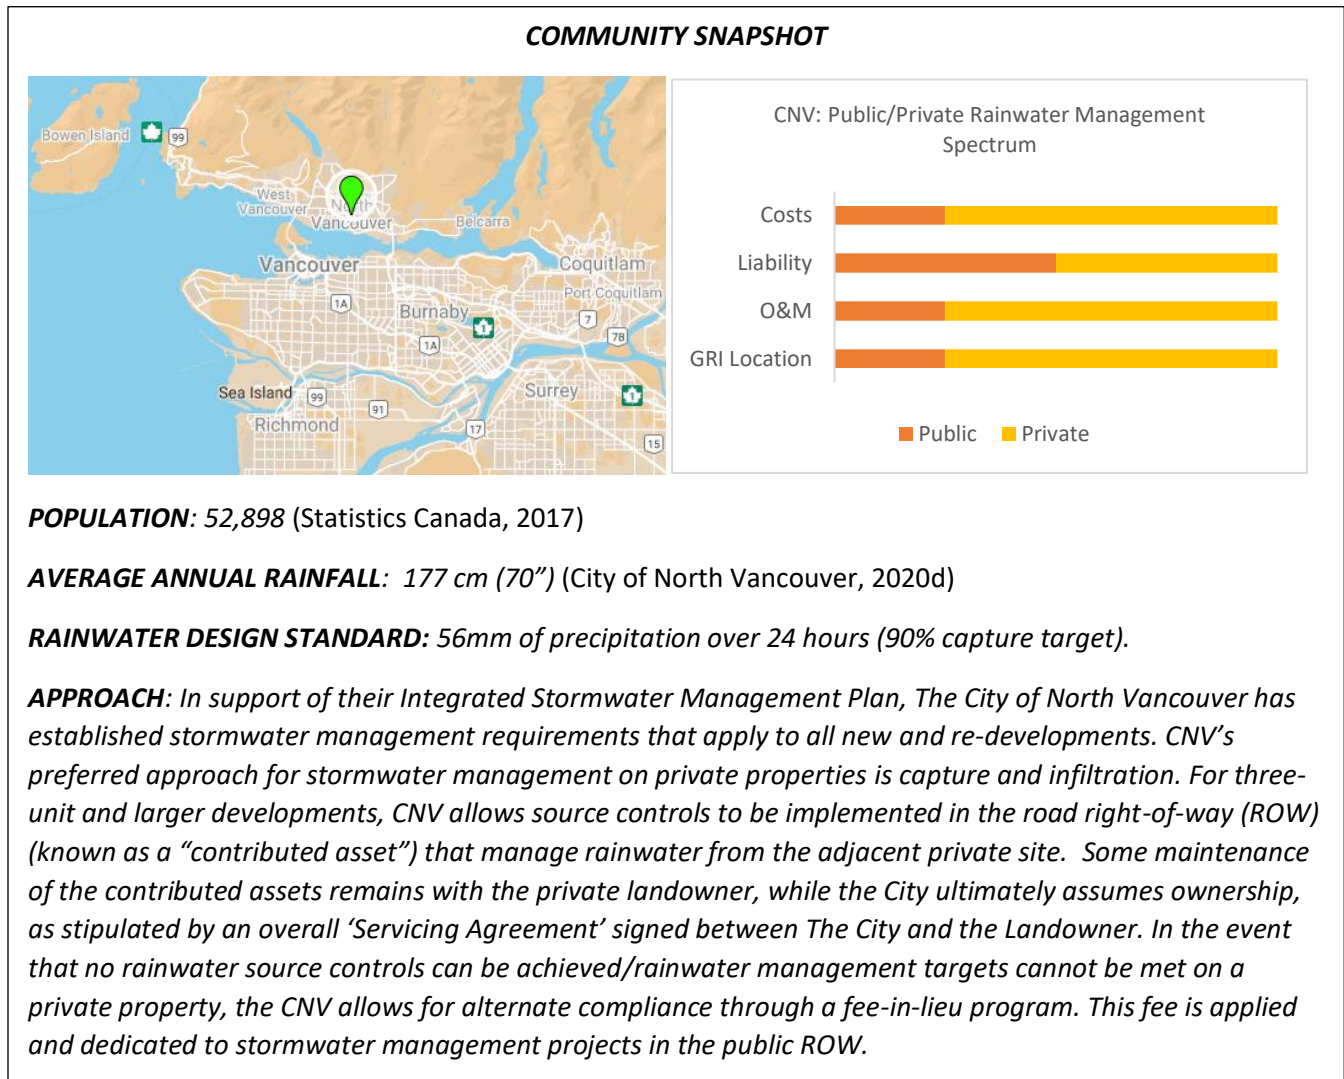 COMMUNITY SNAPSHOT
Bowen Island
99
West
Vancouver
North
Vancouver
Belcarra
Vancouver
Coquitlam
Port Coquitlam
1A
Burnaby
1
7
7B
1A
Sea Island
99
91
Surrey
1
Richmond
17
15
CNV: Public/Private Rainwater Management
Spectrum
Costs
Liability
O&M
GRI Location
Public Private
POPULATION: 52,898 (Statistics Canada, 2017)
AVERAGE ANNUAL RAINFALL: 177 cm (70”) (City of North Vancouver, 2020d)
RAINWATER DESIGN STANDARD: 56mm of precipitation over 24 hours (90% capture target).
APPROACH: In support of their Integrated Stormwater Management Plan, The City of North Vancouver has
established stormwater management requirements that apply to all new and re-developments. CNV’s
preferred approach for stormwater management on private properties is capture and infiltration. For three-
unit and larger developments, CNV allows source controls to be implemented in the road right-of-way (ROW)
(known as a “contributed asset”) that manage rainwater from the adjacent private site. Some maintenance
of the contributed assets remains with the private landowner, while the City ultimately assumes ownership,
as stipulated by an overall ‘Servicing Agreement’ signed between The City and the Landowner. In the event
that no rainwater source controls can be achieved/rainwater management targets cannot be met on a
private property, the CNV allows for alternate compliance through a fee-in-lieu program. This fee is applied
and dedicated to stormwater management projects in the public ROW.